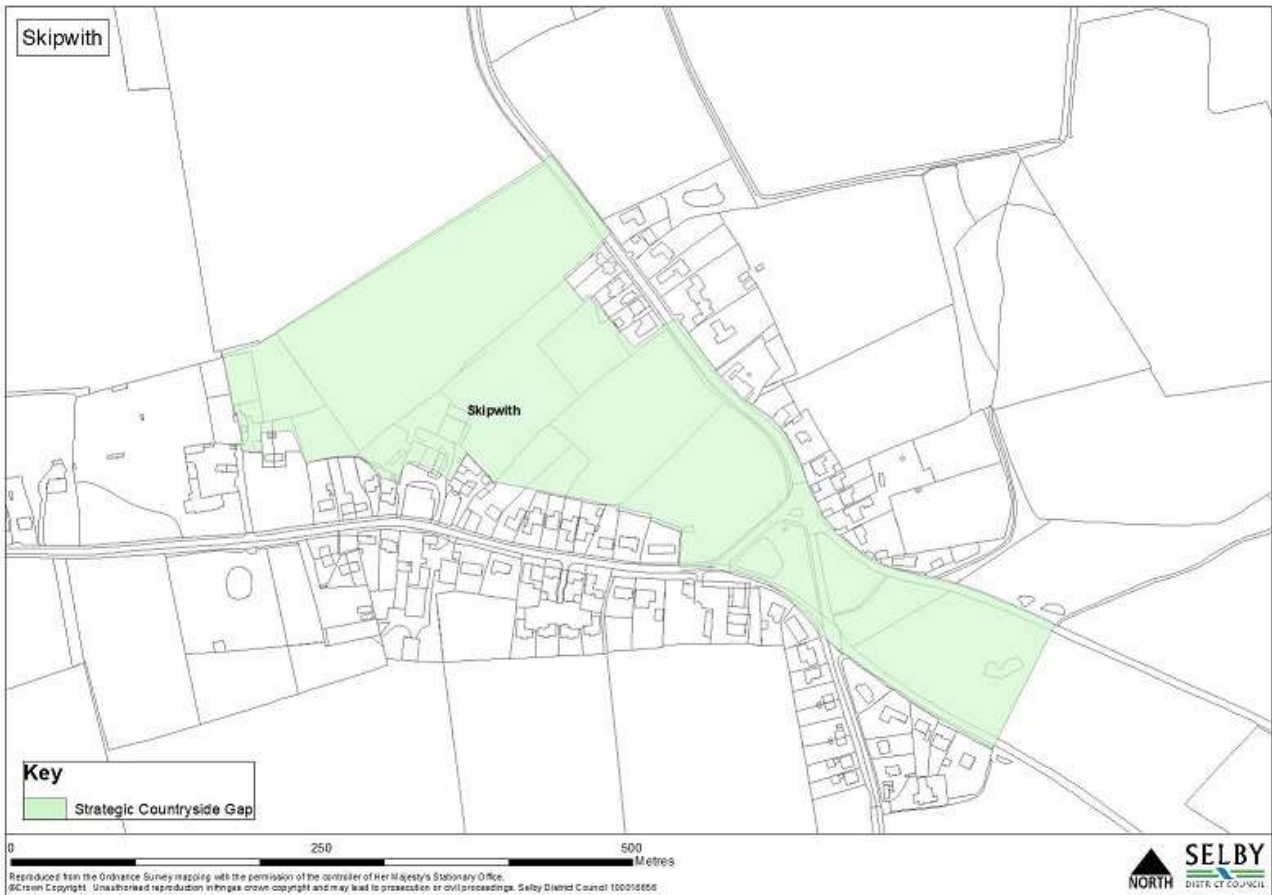 Skipwith
Skipwith
Key
Strategic Countryside Gap
0 250 500
Metres
Reproduced from the Ordnance Survey mapping with the permission of the controller of Her Majesty's Stationary Office.
©Crown Copyright. Unauthorised reproduction infringes crown copyright and may lead to prosecution or civil proceedings. Selby District Council 100018656
NORTH
SELBY
DISTRICT COUNCIL